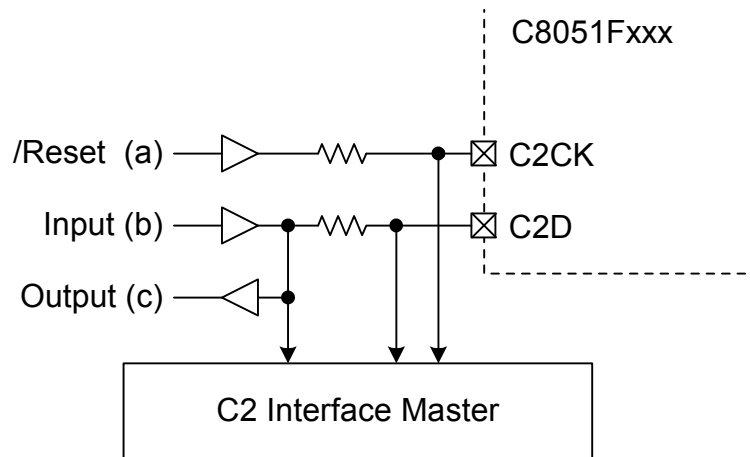 C8051Fxxx
/Reset (a)
C2CK
Input (b)
C2D
Output (c)
C2 Interface Master